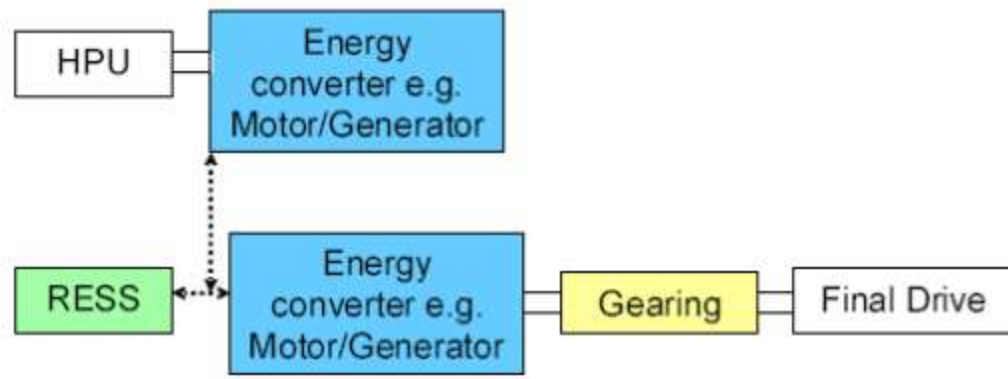 HPU
Energy
converter e.g.
Motor/Generator
RESS
Energy
converter e.g.
Motor/Generator
Gearing
Final Drive